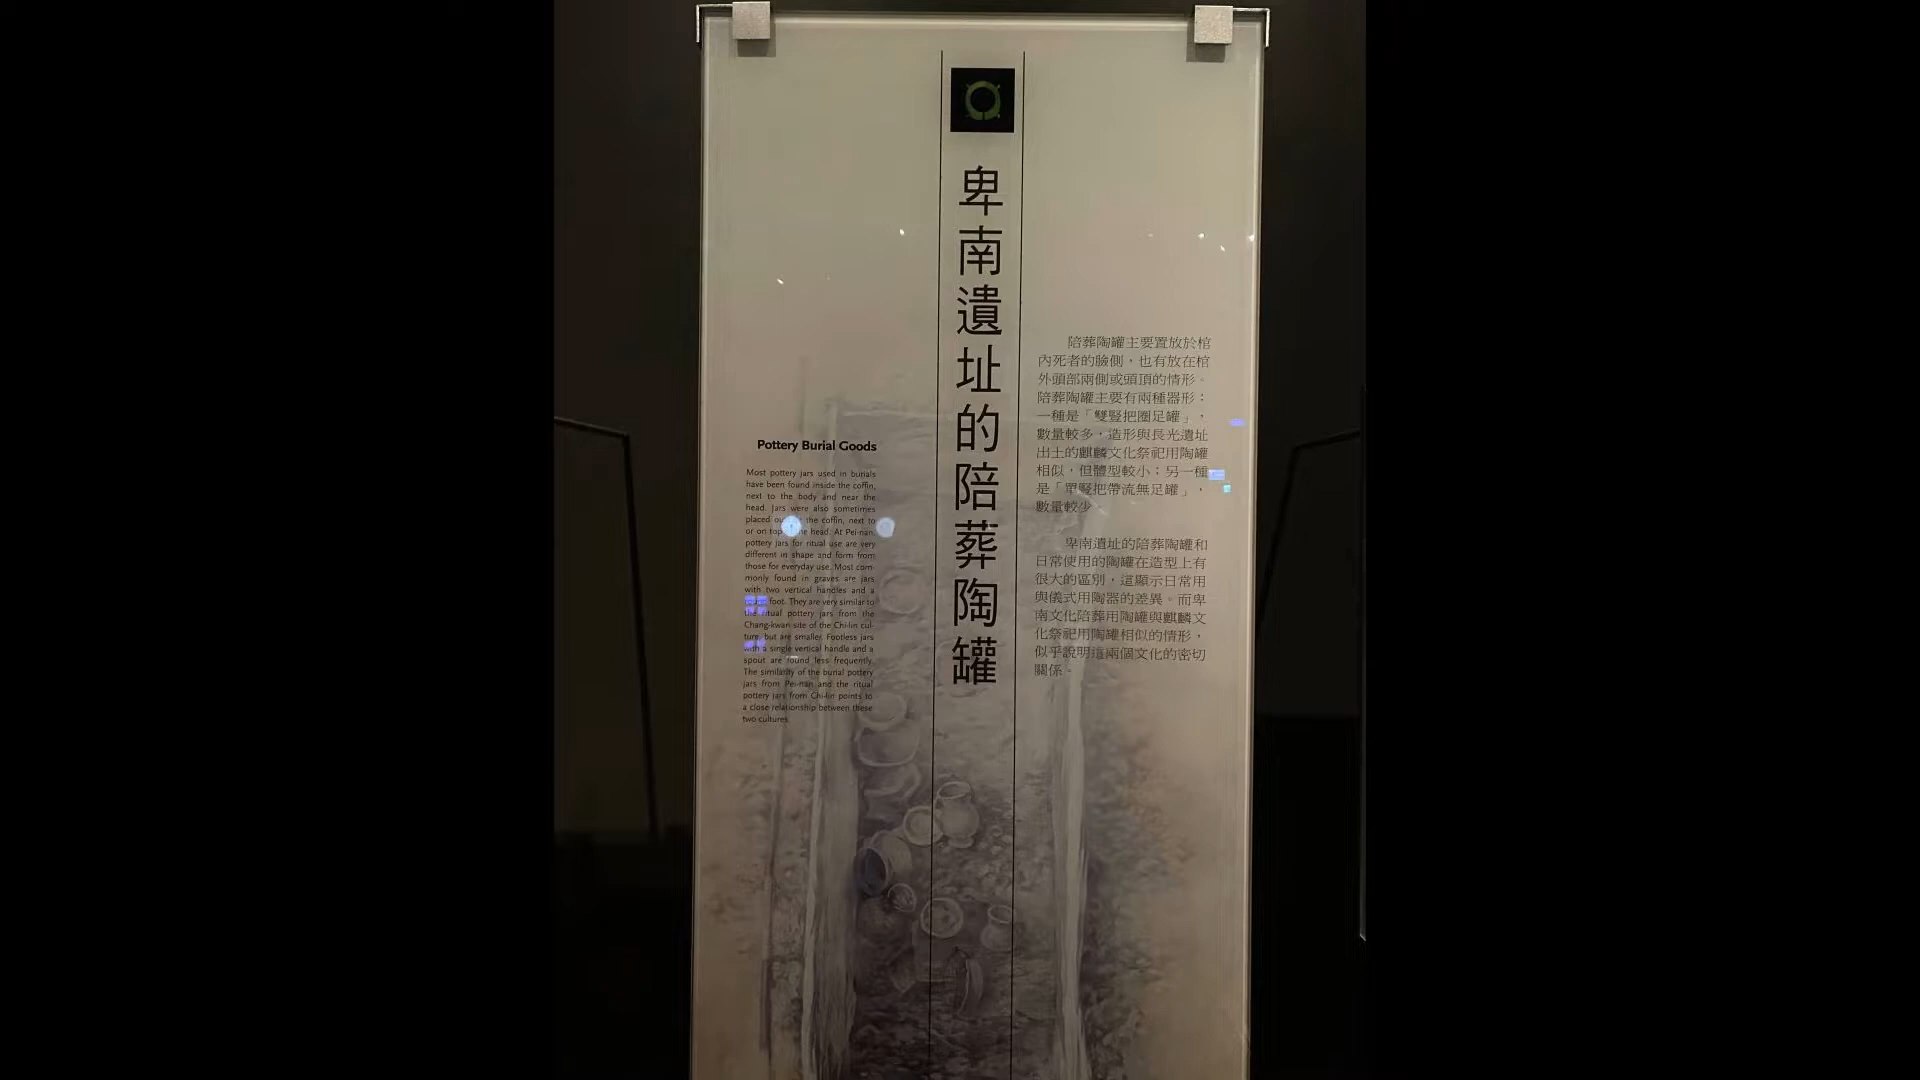 卑南遺址的陪葬陶罐
陪葬陶罐主要置放於棺
內死者的臉側，也有放在棺
外頭部兩側或頭頂的情形。
陪葬陶罐主要有兩種器形：
一種是「雙豎把圈足罐」，
數量較多，造形與長光遺址
出土的麒麟文化祭祀用陶罐
相似，但體型較小；另一種
是「單豎把帶流無足罐」，
數量較少。
卑南遺址的陪葬陶罐和
日常使用的陶罐在造型上有
很大的區別，這顯示日常用
與儀式用陶器的差異。而卑
南文化陪葬用陶罐與麒麟文
化祭祀用陶罐相似的情形，
似乎說明這兩個文化的密切
關係。
Pottery Burial Goods
Most pottery jars used in burials
have been found inside the coffin,
next to the body and near the
head. Jars were also sometimes
placed the coffin, next to
or on top head. At Pei-nan,
pottery jars for ritual use are very
different in shape and form from
those for everyday use. Most com-
monly found in graves are jars
with two vertical handles and a
foot. They are very similar to
the ritual pottery jars from the
Chang-kwan site of the Chi-lin cul-
ture, but are smaller. Footless jars
with a single vertical handle and a
spout are found less frequently.
The similarity of the burial pottery
jars from Pei-nan and the ritual
pottery jars from Chi-lin points to
a close relationship between these
two cultures.